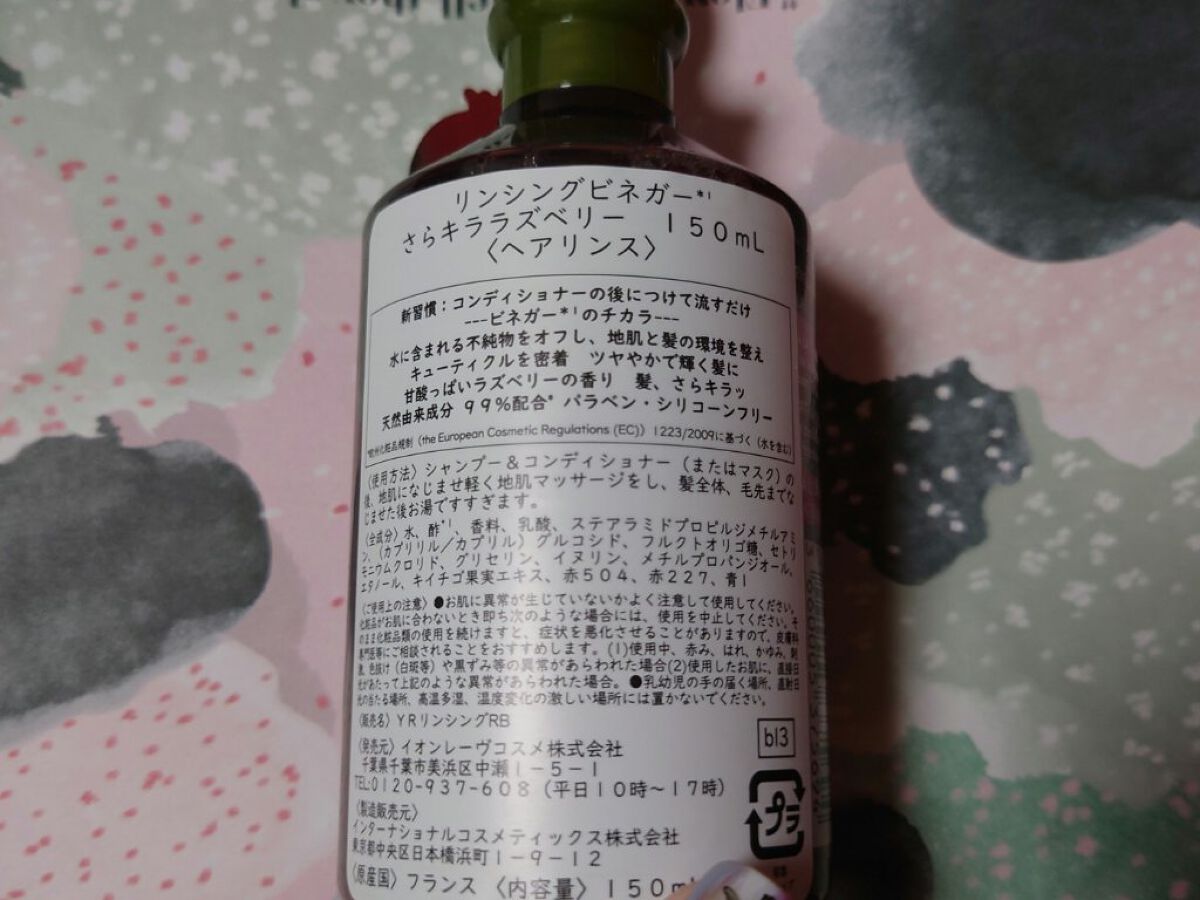 リンシングビネガー*¹
さらキララズベリー　150mL
〈ヘアリンス〉
新習慣：コンディショナーの後につけて流すだけ
---ビネガー*¹のチカラ---
水に含まれる不純物をオフし、地肌と髪の環境を整え
キューティクルを密着　ツヤやかで輝く髪に
甘酸っぱいラズベリーの香り　髪、さらキラッ
天然由来成分 99%配合* パラベン・シリコーンフリー
*欧州化粧品規制（the European Cosmetic Regulations (EC)）1223/2009に基づく（水を含む）
〈使用方法〉シャンプー＆コンディショナー（またはマスク）の
後、地肌になじませ軽く地肌マッサージをし、髪全体、毛先までな
じませた後お湯ですすぎます。
〈全成分〉水、酢*¹、香料、乳酸、ステアラミドプロピルジメチルアミ
ン、（カプリリル／カプリル）グルコシド、フルクトオリゴ糖、セトリ
モニウムクロリド、グリセリン、イヌリン、メチルプロパンジオール、
エタノール、キイチゴ果実エキス、赤504、赤227、青1
〈ご使用上の注意〉●お肌に異常が生じていないかよく注意して使用してください。
化粧品がお肌に合わないとき即ち次のような場合には、使用を中止してください。そ
のまま化粧品類の使用を続けますと、症状を悪化させることがありますので、皮膚科
専門医等にご相談されることをおすすめします。(1)使用中、赤み、はれ、かゆみ、刺
激、色抜け（白斑等）や黒ずみ等の異常があらわれた場合(2)使用したお肌に、直接日
光があたって上記のような異常があらわれた場合。●乳幼児の手の届く場所、直射日
光の当たる場所、高温多湿、温度変化の激しい場所には置かないでください。
〈販売名〉YRリンシングRB
〈発売元〉イオンレーヴコスメ株式会社
千葉県千葉市美浜区中瀬1-5-1
TEL:0120-937-608（平日10時～17時）
〈製造販売元〉
インターナショナルコスメティックス株式会社
東京都中央区日本橋浜町1-9-12
〈原産国〉フランス 〈内容量〉150mL
b13
プラ